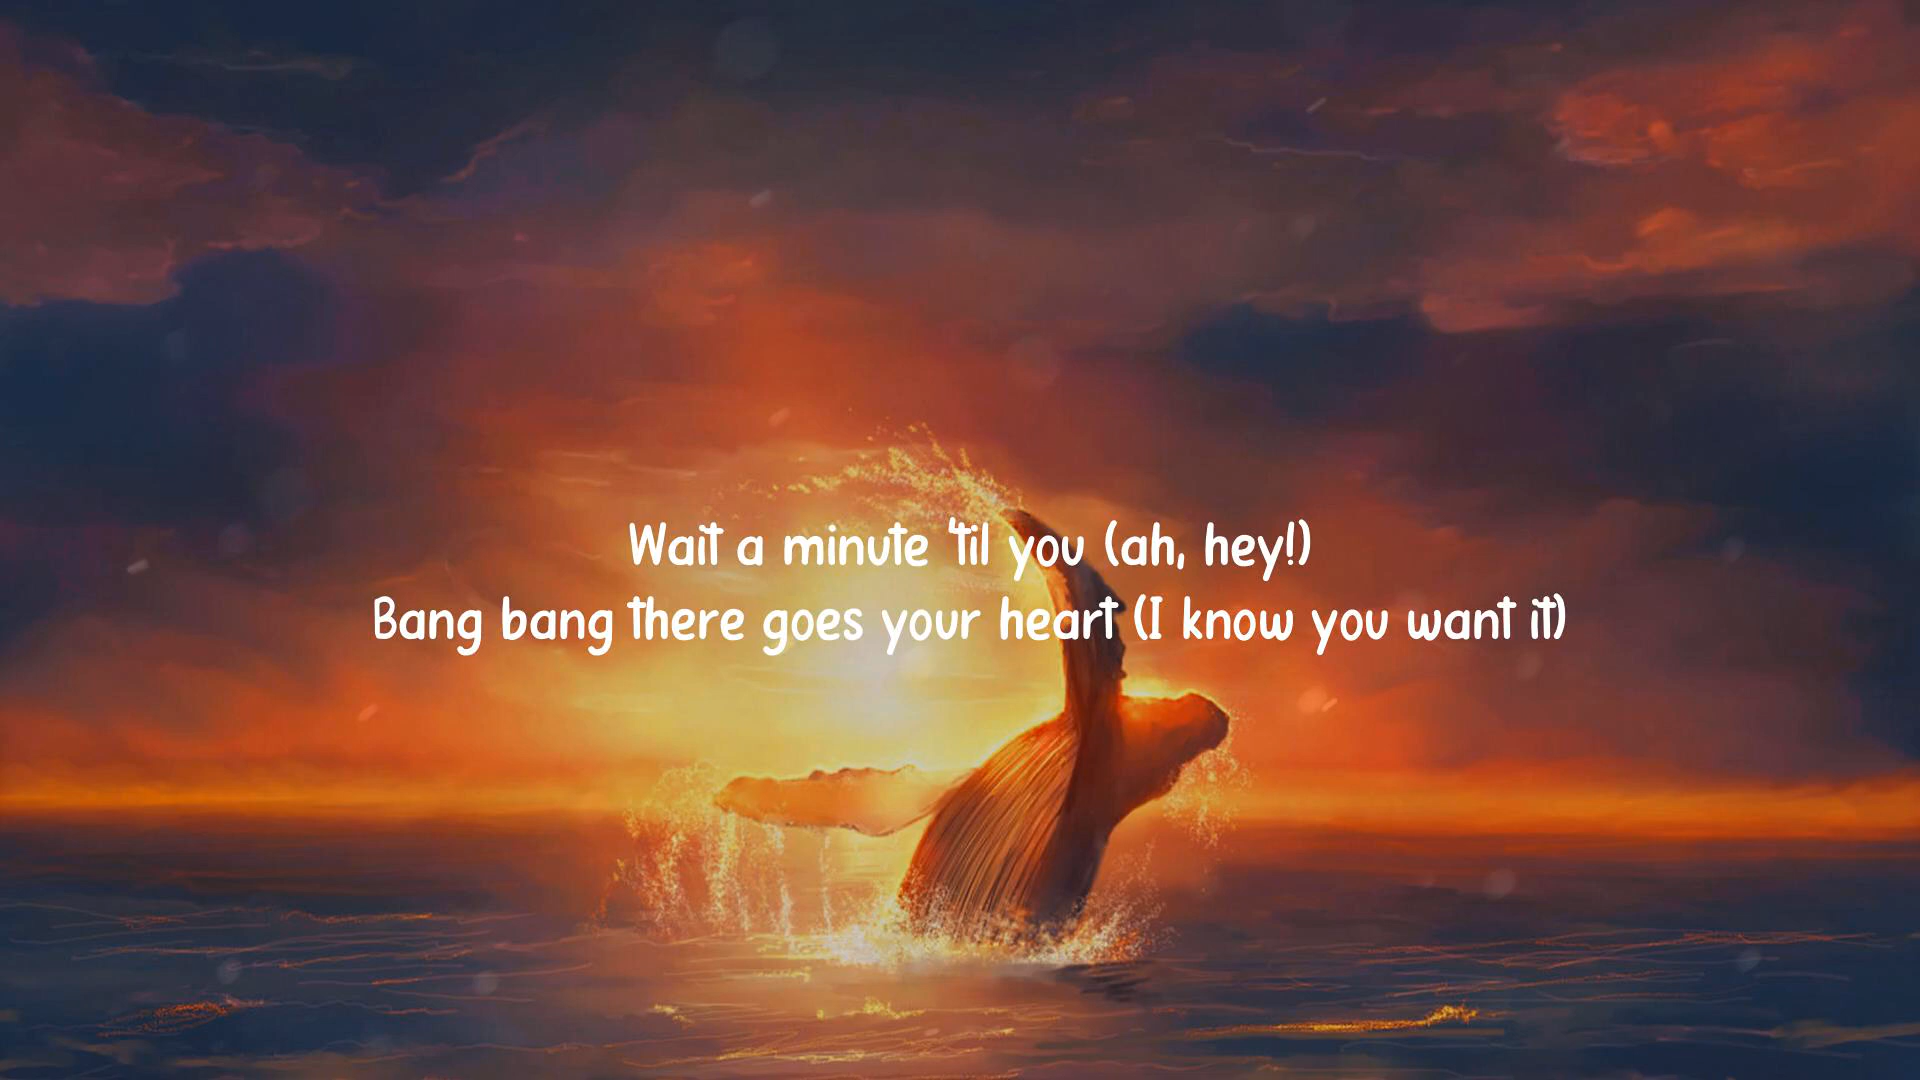 Wait a minute 'til you (ah, hey!)
Bang bang there goes your heart (I know you want it)